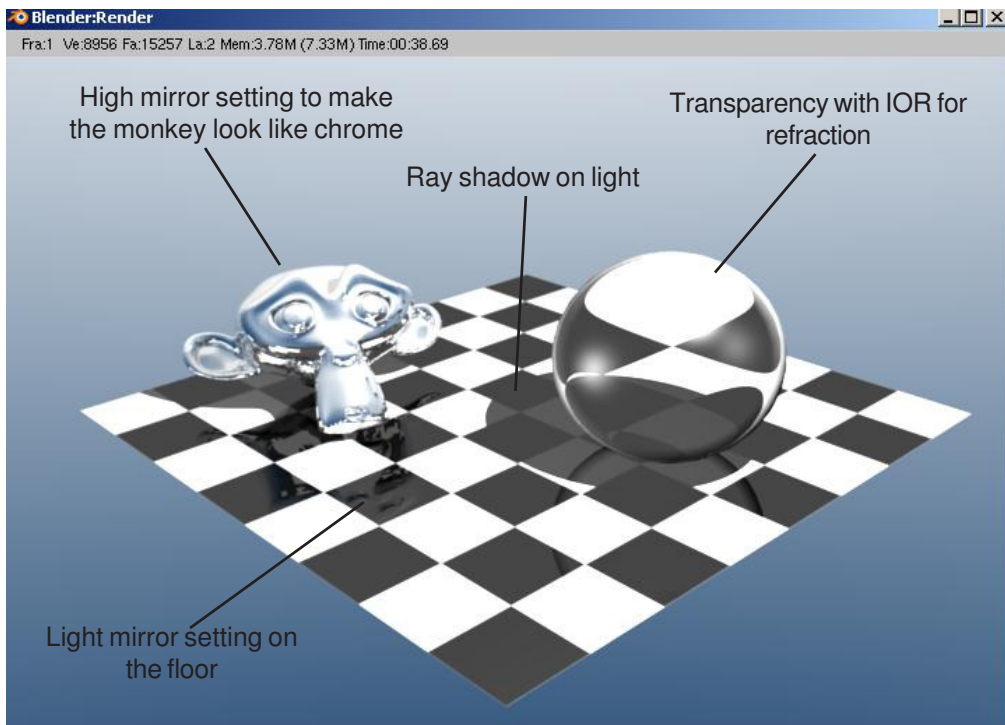 Blender:Render
Fra:1 Ve:8956 Fa:15257 La:2 Mem:3.78M (7.33M) Time:00:38.69
High mirror setting to make
the monkey look like chrome
Transparency with IOR for
refraction
Ray shadow on light
Light mirror setting on
the floor